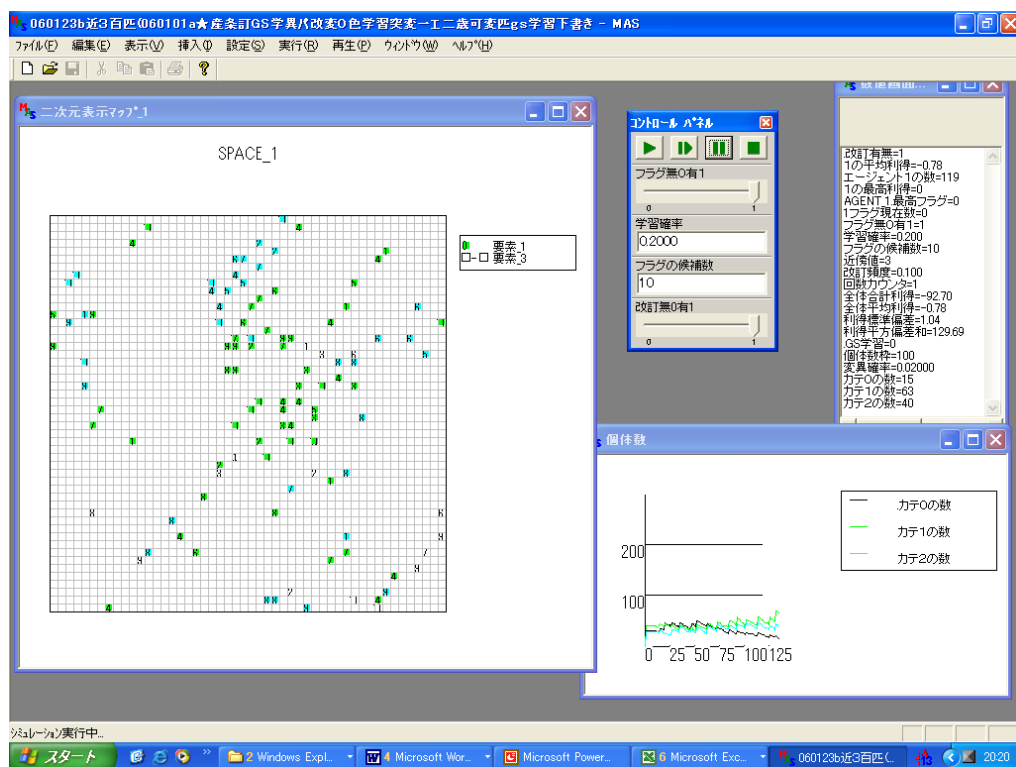 060123b近3百匹(060101a★産条訂GS学異パ改変O色学習突変一エ二歳可変匹gs学習下書き - MAS
ファイル(F) 編集(E) 表示(V) 挿入(I) 設定(S) 実行(R) 再生(P) ウィンドウ(W) ヘルプ(H)
二次元表示マップ_1
SPACE_1
要素_1
要素_3
コントロール パネル
フラグ無0有1
0 1
学習確率
0.2000
フラグの候補数
10
改訂無0有1
0 1
数値画面...
.改訂有無=1
1の平均利得=-0.78
エージェント1の数=119
1の最高利得=0
AGENT 1.最高フラグ=0
1フラグ現在数=0
フラグ無0有1=1
学習確率=0.200
フラグの候補数=10
近傍値=3
改訂頻度=0.100
回数カウンタ=1
全体合計利得=-92.70
全体平均利得=-0.78
利得標準偏差=1.04
利得平方偏差和=129.69
.GS学習=0
個体数枠=100
変異確率=0.02000
カテ0の数=15
カテ1の数=63
カテ2の数=40
個体数
200
100
0 25 50 75 100 125
.カテ0の数
カテ1の数
カテ2の数
シミュレーション実行中...
スタート
2 Windows Expl...
4 Microsoft Wor...
Microsoft Power...
6 Microsoft Exc...
060123b近3百匹(...
20:20